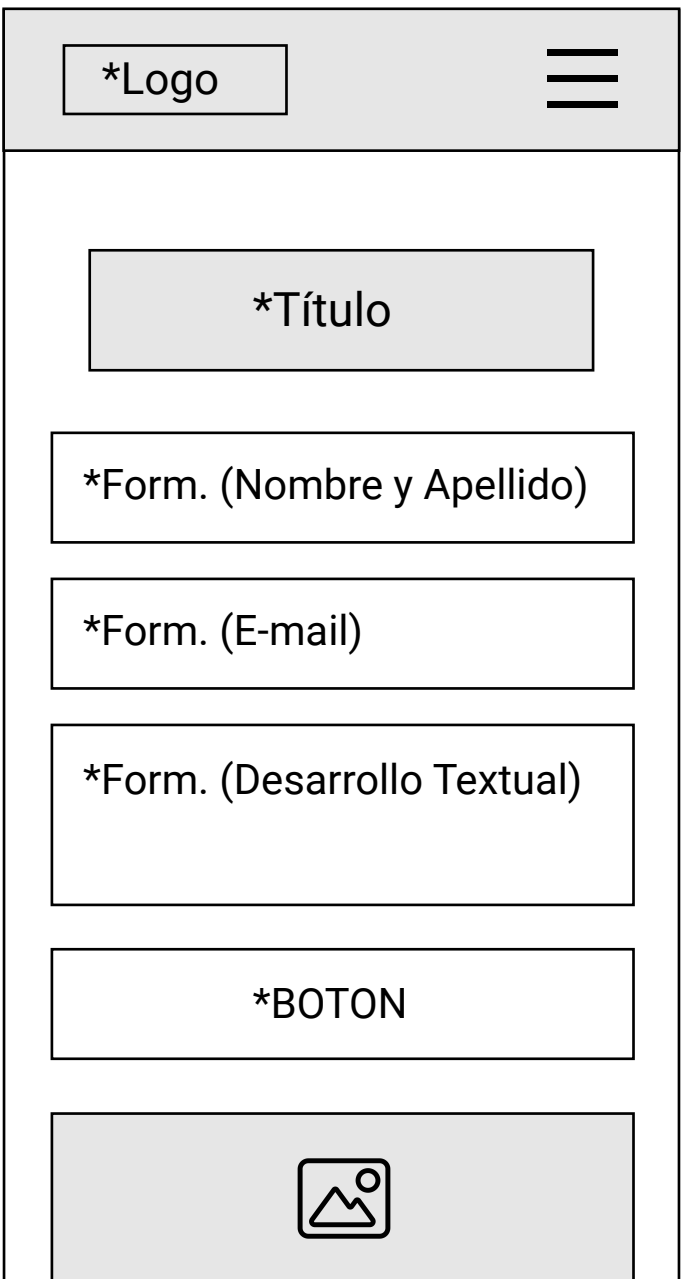 *Logo
*Título
*Form. (Nombre y Apellido)
*Form. (E-mail)
*Form. (Desarrollo Textual)
*BOTON